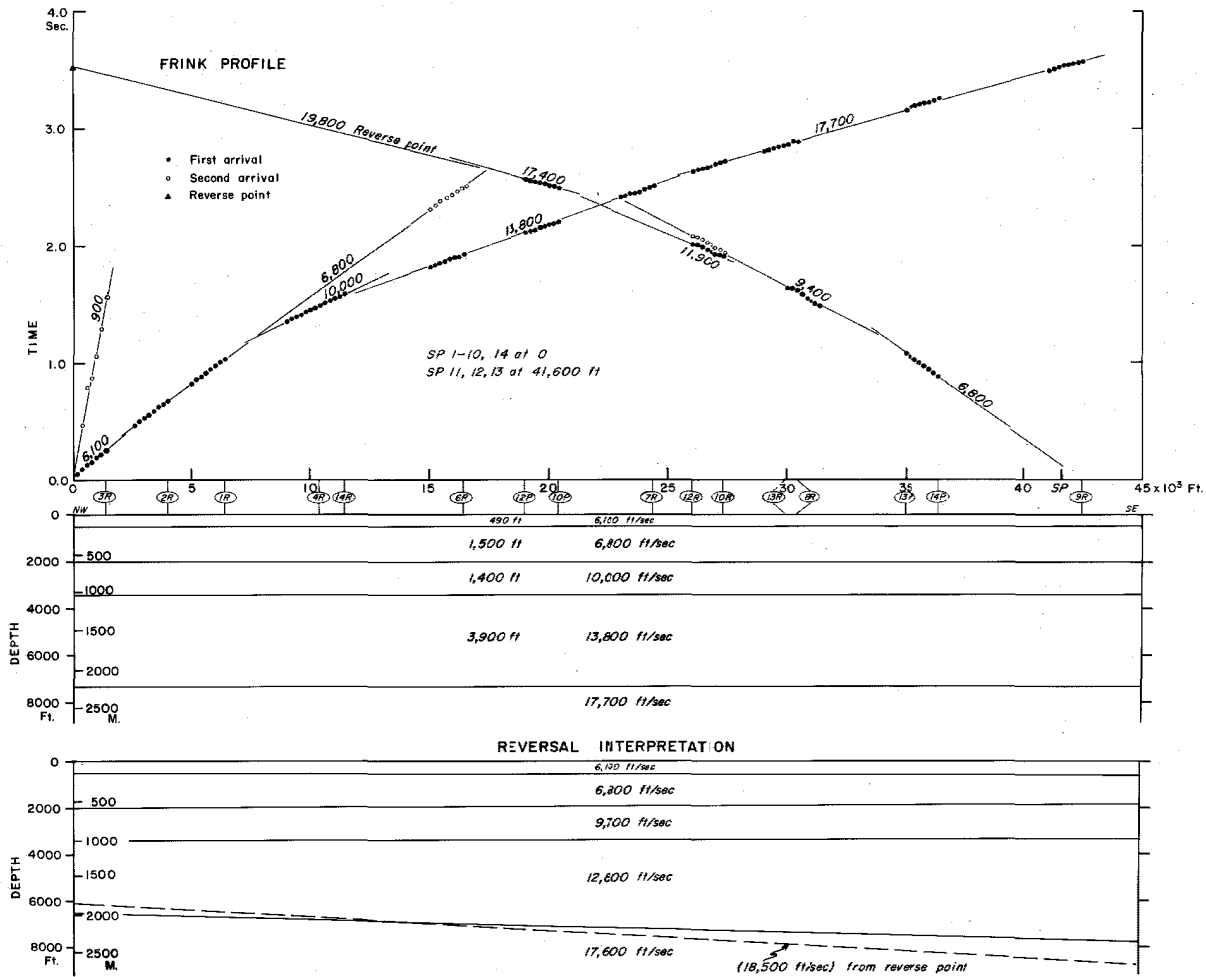 4.0
Sec.
FRINK PROFILE
19,800 Reverse point
17,700
3.0
First arrival
Second arrival
Reverse point
17,400
13,800
2.0
6,800
11,900
10,000
9,400
900
TIME
SP 1-10, 14 at 0
SP 11, 12, 13 at 41,600 ft
1.0
6,800
6,100
0.0
0 5 10 15 20 25 30 35 40 SP 45 x 10³ Ft.
3R 2R 1R 4R 14R 6R 12P 10P 7R 12R 10R 13R 8R 14P 9R
NW SE
0 490 ft 6,100 ft/sec
1,500 ft 6,800 ft/sec
500
2000
1,400 ft 10,000 ft/sec
1000
4000
DEPTH
1500 3,900 ft 13,800 ft/sec
6000
2000
8000 2500 17,700 ft/sec
Ft. M.
REVERSAL INTERPRETATION
0 6,100 ft/sec
6,800 ft/sec
500
2000
9,700 ft/sec
1000
4000
DEPTH
1500 12,800 ft/sec
6000
2000
8000 2500 17,600 ft/sec
Ft. M.
(18,500 ft/sec) from reverse point